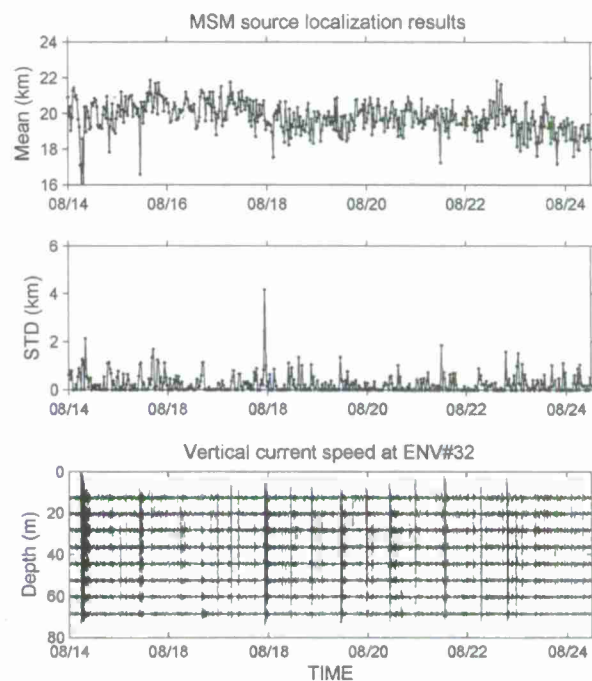 MSM source localization results
24
22
20
18
16
Mean (km)
08/14 08/16 08/18 08/20 08/22 08/24
6
4
2
0
STD (km)
08/14 08/16 08/18 08/20 08/22 08/24
Vertical current speed at ENV#32
0
20
40
60
80
Depth (m)
08/14 08/16 08/18 08/20 08/22 08/24
TIME